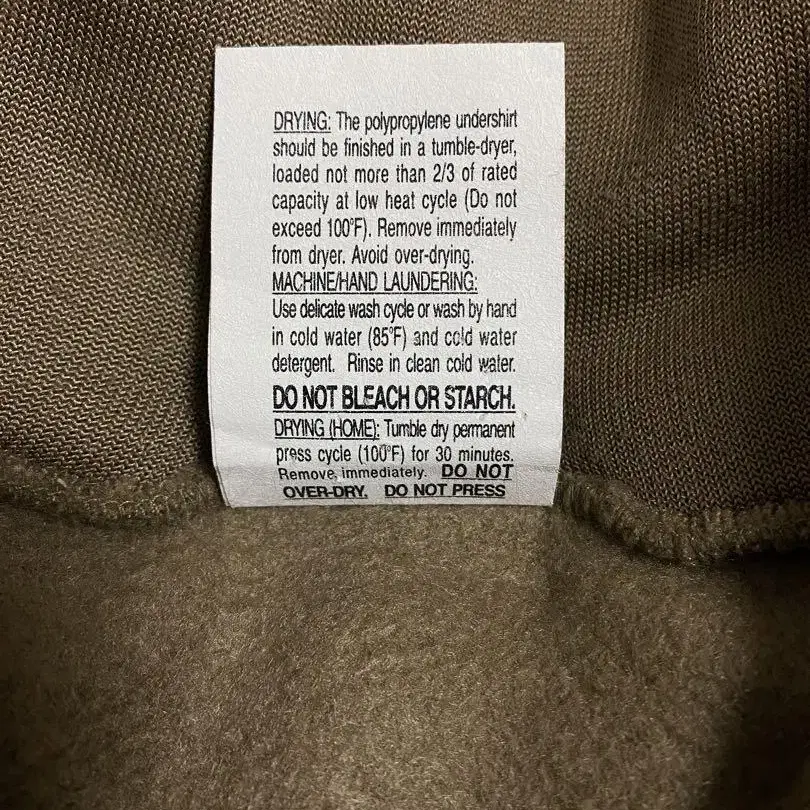 DRYING: The polypropylene undershirt
should be finished in a tumble-dryer,
loaded not more than 2/3 of rated
capacity at low heat cycle (Do not
exceed 100°F). Remove immediately
from dryer. Avoid over-drying.
MACHINE/HAND LAUNDERING:
Use delicate wash cycle or wash by hand
in cold water (85°F) and cold water
detergent. Rinse in clean cold water.
DO NOT BLEACH OR STARCH.
DRYING (HOME): Tumble dry permanent
press cycle (100°F) for 30 minutes.
Remove immediately. DO NOT
OVER-DRY. DO NOT PRESS